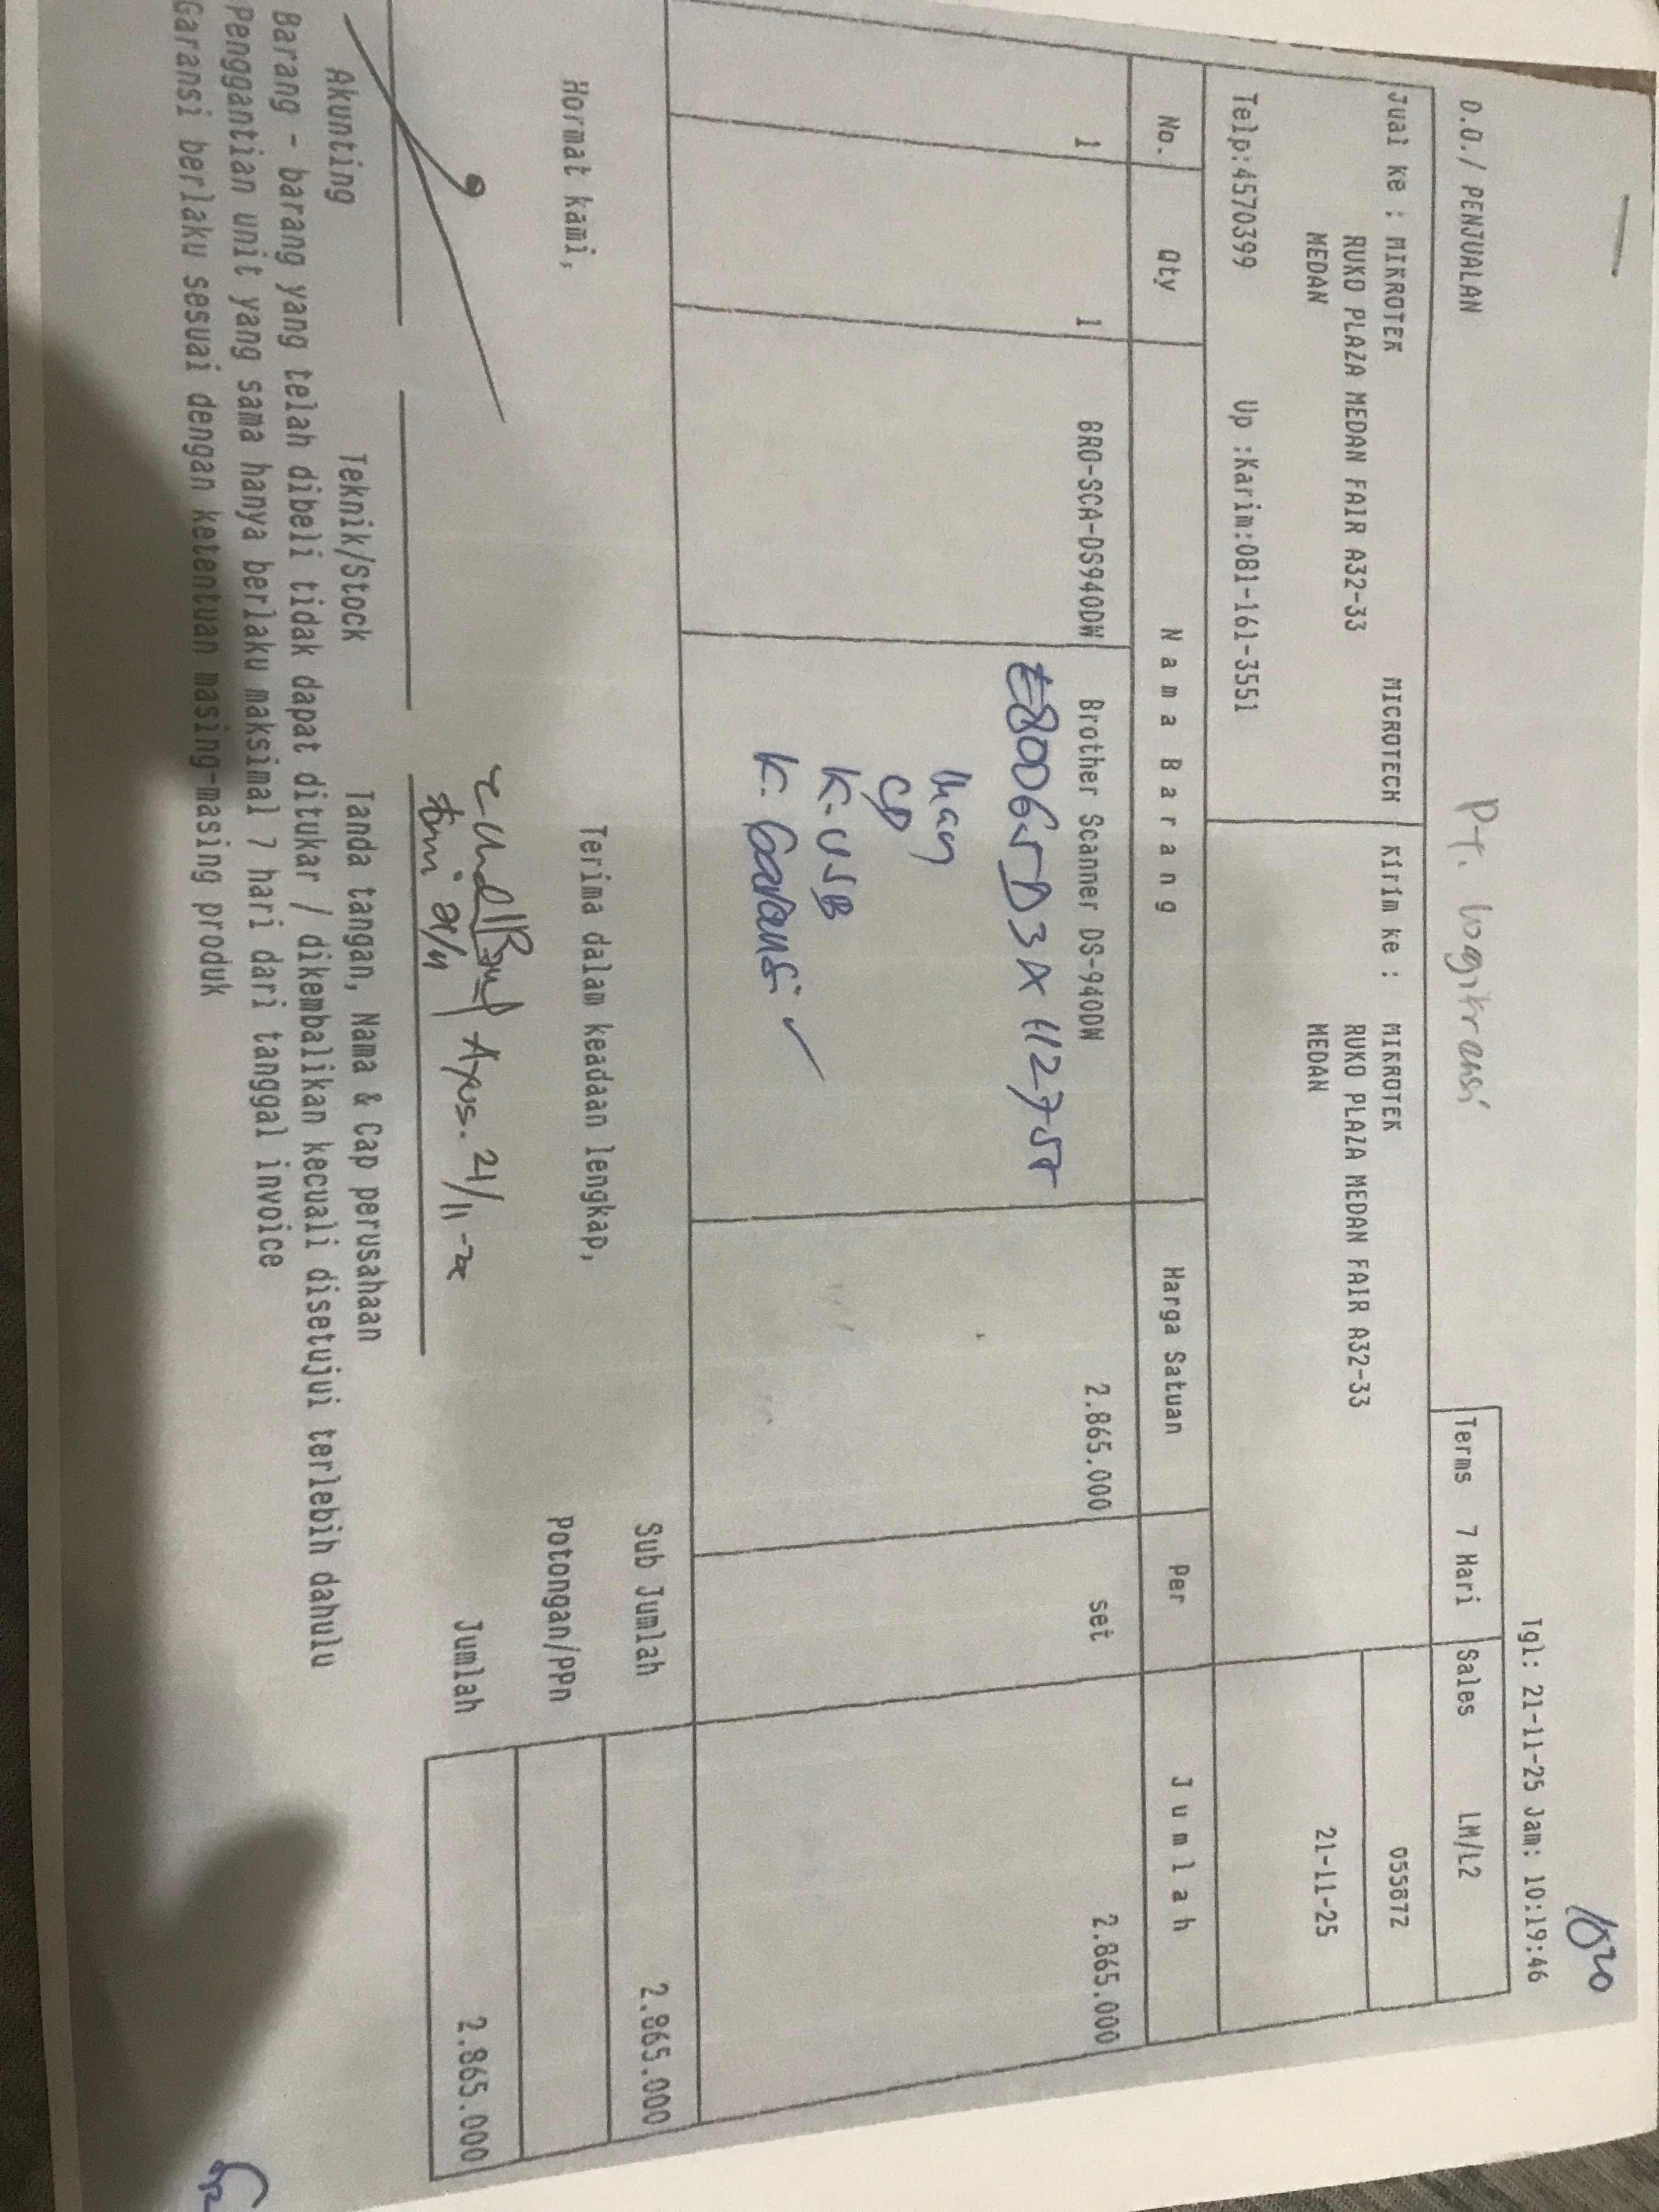 1020
Tgl: 21-11-25 Jam: 10:19:46
D.O./ PENJUALAN
Pt. Logitransi
Terms 7 Hari Sales LM/L2
Jual ke : MIKROTEK MICROTECH Kirim ke : MIKROTEK 055872
RUKO PLAZA MEDAN FAIR A32-33 RUKO PLAZA MEDAN FAIR A32-33
MEDAN MEDAN 21-11-25
Telp:4570399 Up :Karim:081-161-3551
No. Qty Nama Barang Harga Satuan Per Jumlah
1 1 BRO-SCA-DS940DW Brother Scanner DS-940DW 2.865.000 set 2.865.000
CD
K-USB
K. Garansi ✓
Sub Jumlah 2.865.000
Hormat kami, Terima dalam keadaan lengkap,
Potongan/PPn
21/11
Jumlah 2.865.000
Akunting Teknik/Stock Tanda tangan, Nama & Cap perusahaan
Barang - barang yang telah dibeli tidak dapat ditukar / dikembalikan kecuali disetujui terlebih dahulu
Penggantian unit yang sama hanya berlaku maksimal 7 hari dari tanggal invoice
Garansi berlaku sesuai dengan ketentuan masing-masing produk